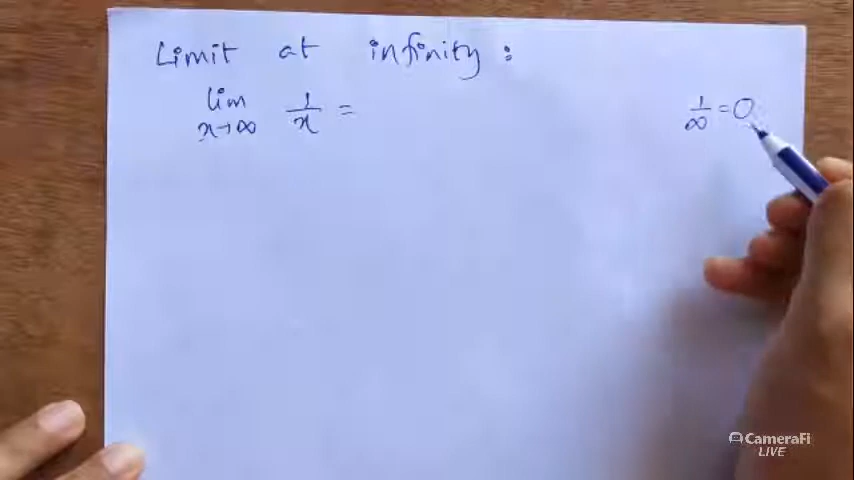 Limit at infinity :
lim x→∞ 1/x =
1/∞ = 0
CameraFi
LIVE